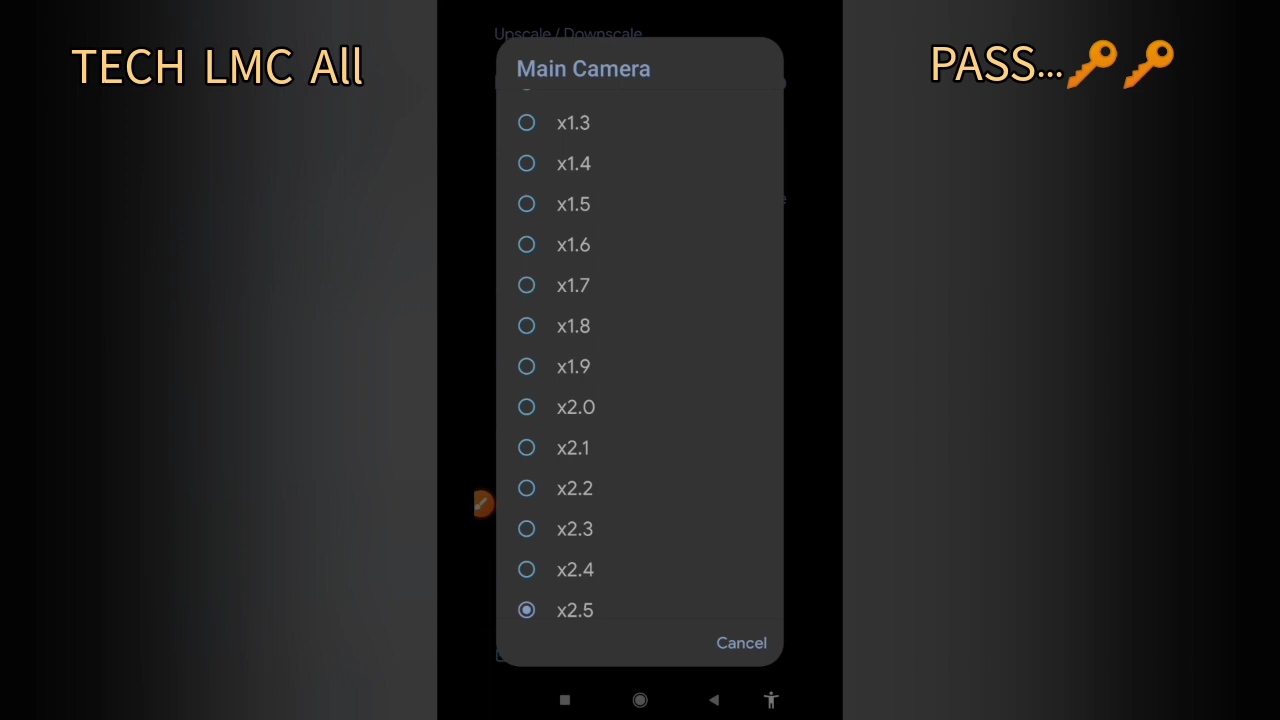 TECH LMC All
PASS...🔑🔑
Upscale / Downscale
Main Camera
x1.3
x1.4
x1.5
x1.6
x1.7
x1.8
x1.9
x2.0
x2.1
x2.2
x2.3
x2.4
x2.5
Cancel